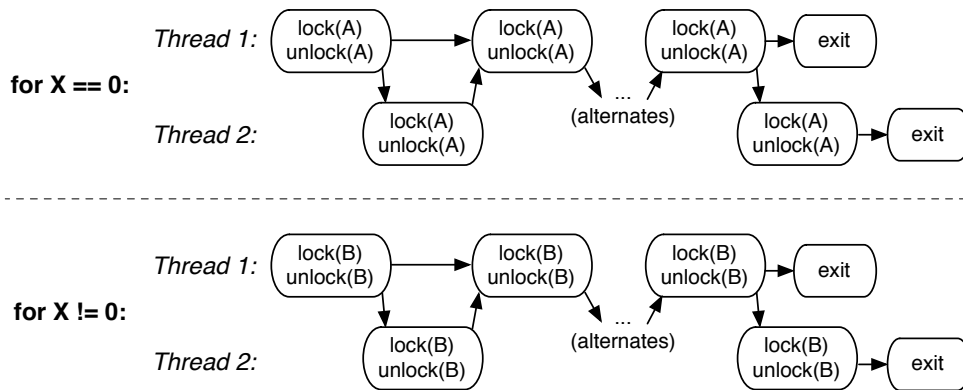 Thread 1:
lock(A)
unlock(A)
lock(A)
unlock(A)
lock(A)
unlock(A)
exit
for X == 0:
...
(alternates)
Thread 2:
lock(A)
unlock(A)
lock(A)
unlock(A)
exit
Thread 1:
lock(B)
unlock(B)
lock(B)
unlock(B)
lock(B)
unlock(B)
exit
for X != 0:
...
(alternates)
Thread 2:
lock(B)
unlock(B)
lock(B)
unlock(B)
exit